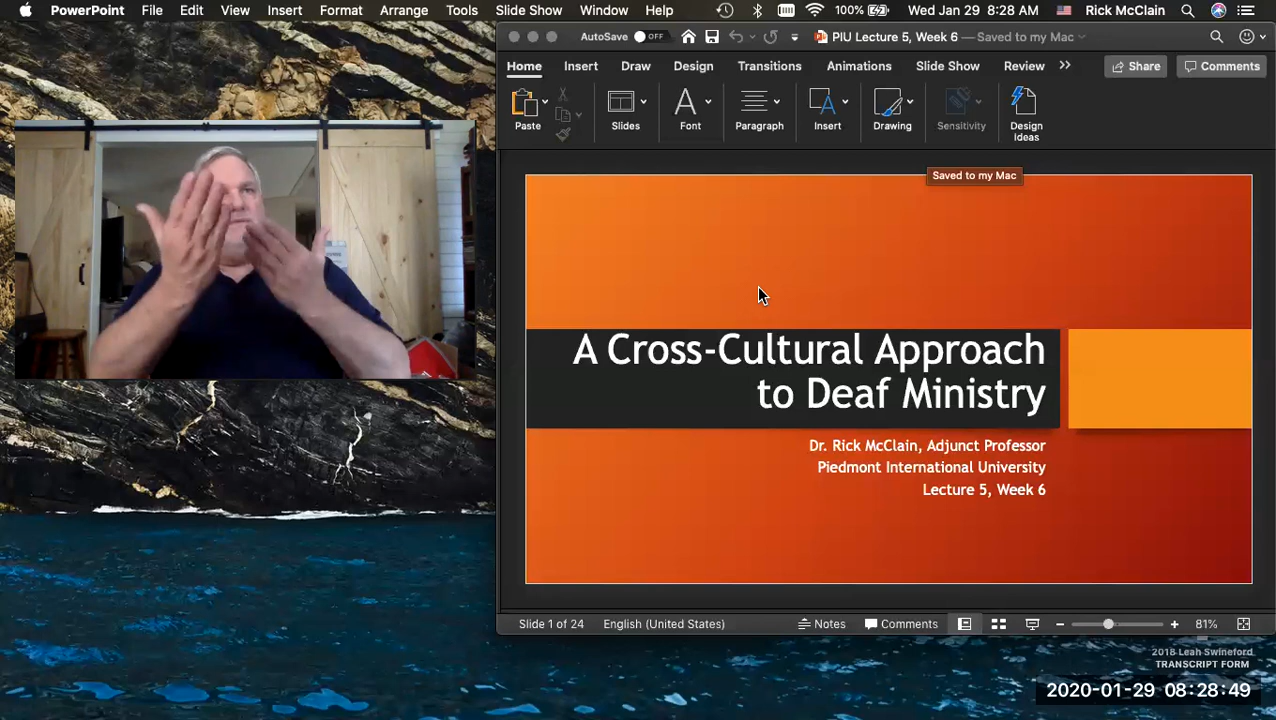 PowerPoint File Edit View Insert Format Arrange Tools Slide Show Window Help 100% Wed Jan 29 8:28 AM Rick McClain
AutoSave OFF PIU Lecture 5, Week 6 — Saved to my Mac
Home Insert Draw Design Transitions Animations Slide Show Review Share Comments
Paste Slides Font Paragraph Insert Drawing Sensitivity Design
Ideas
Saved to my Mac
A Cross-Cultural Approach
to Deaf Ministry
Dr. Rick McClain, Adjunct Professor
Piedmont International University
Lecture 5, Week 6
Slide 1 of 24 English (United States) Notes Comments 81%
2018 Leah Swineford
TRANSCRIPT FORM
2020-01-29 08:28:49